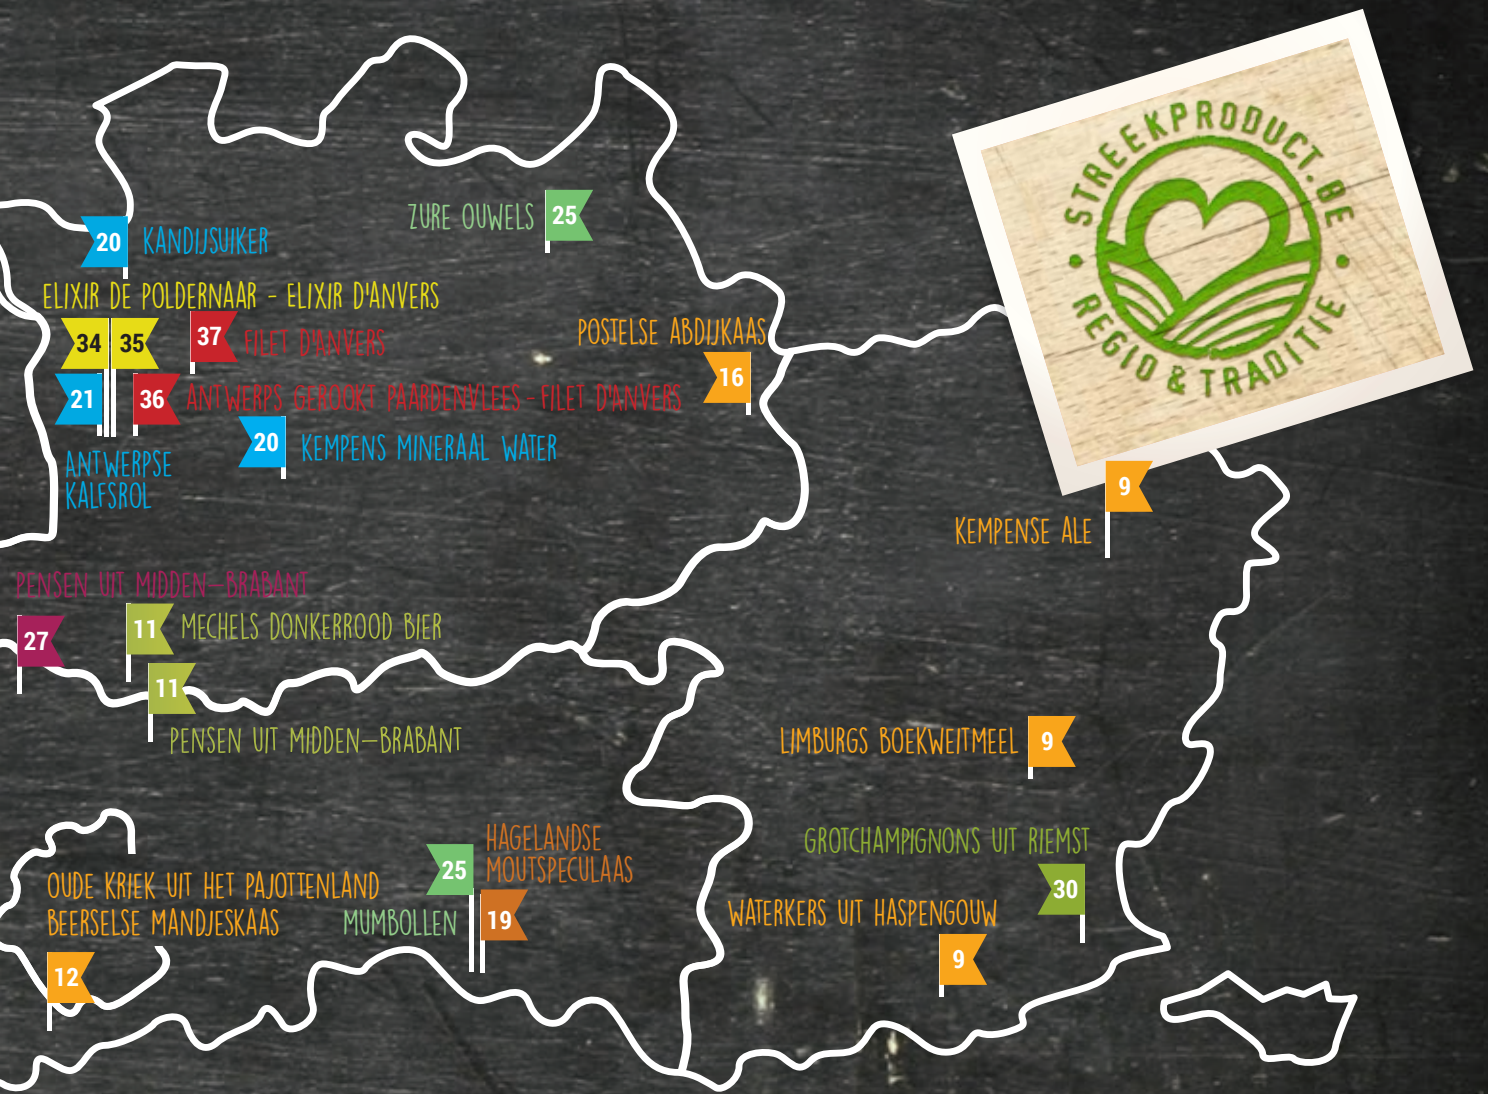 STREEKPRODUCT.BE
REGIO & TRADITIE
ZURE OUWELS
25
20
KANDIJSUIKER
ELIXIR DE POLDERNAAR - ELIXIR D'ANVERS
34
35
37
FILET D'ANVERS
POSTELSE ABDIJKAAS
16
21
36
ANTWERPS GEROOKT PAARDENVLEES - FILET D'ANVERS
20
KEMPENS MINERAAL WATER
ANTWERPSE
KALFSROL
9
KEMPENSE ALE
PENSEN UIT MIDDEN–BRABANT
27
11
MECHELS DONKERROOD BIER
11
PENSEN UIT MIDDEN–BRABANT
LIMBURGS BOEKWEITMEEL
9
HAGELANDSE
MOUTSPECULAAS
25
GROTCHAMPIGNONS UIT RIEMST
30
OUDE KRIEK UIT HET PAJOTTENLAND
BEERSELSE MANDJESKAAS
MUMBOLLEN
19
WATERKERS UIT HASPENGOUW
9
12